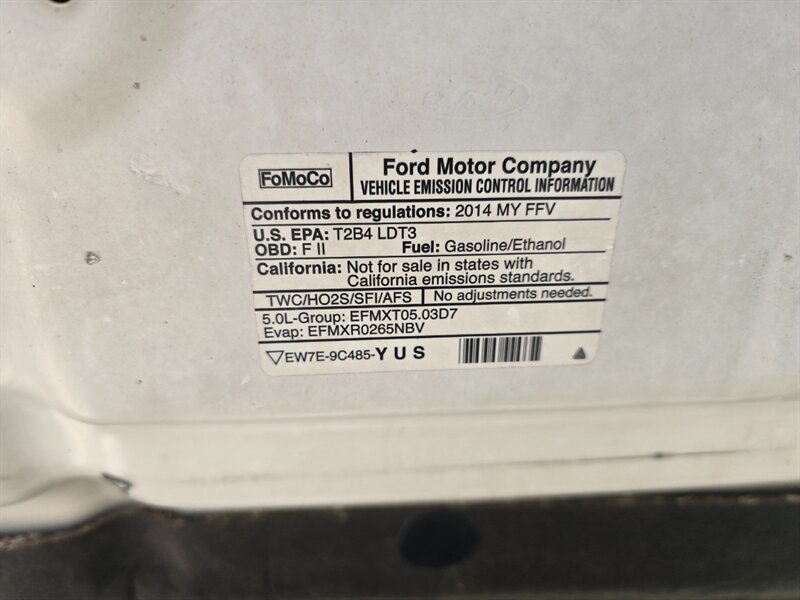 FoMoCo
Ford Motor Company
VEHICLE EMISSION CONTROL INFORMATION
Conforms to regulations: 2014 MY FFV
U.S. EPA: T2B4 LDT3
OBD: F II Fuel: Gasoline/Ethanol
California: Not for sale in states with
California emissions standards.
TWC/HO2S/SFI/AFS No adjustments needed.
5.0L-Group: EFMXT05.03D7
Evap: EFMXR0265NBV
EW7E-9C485-Y U S